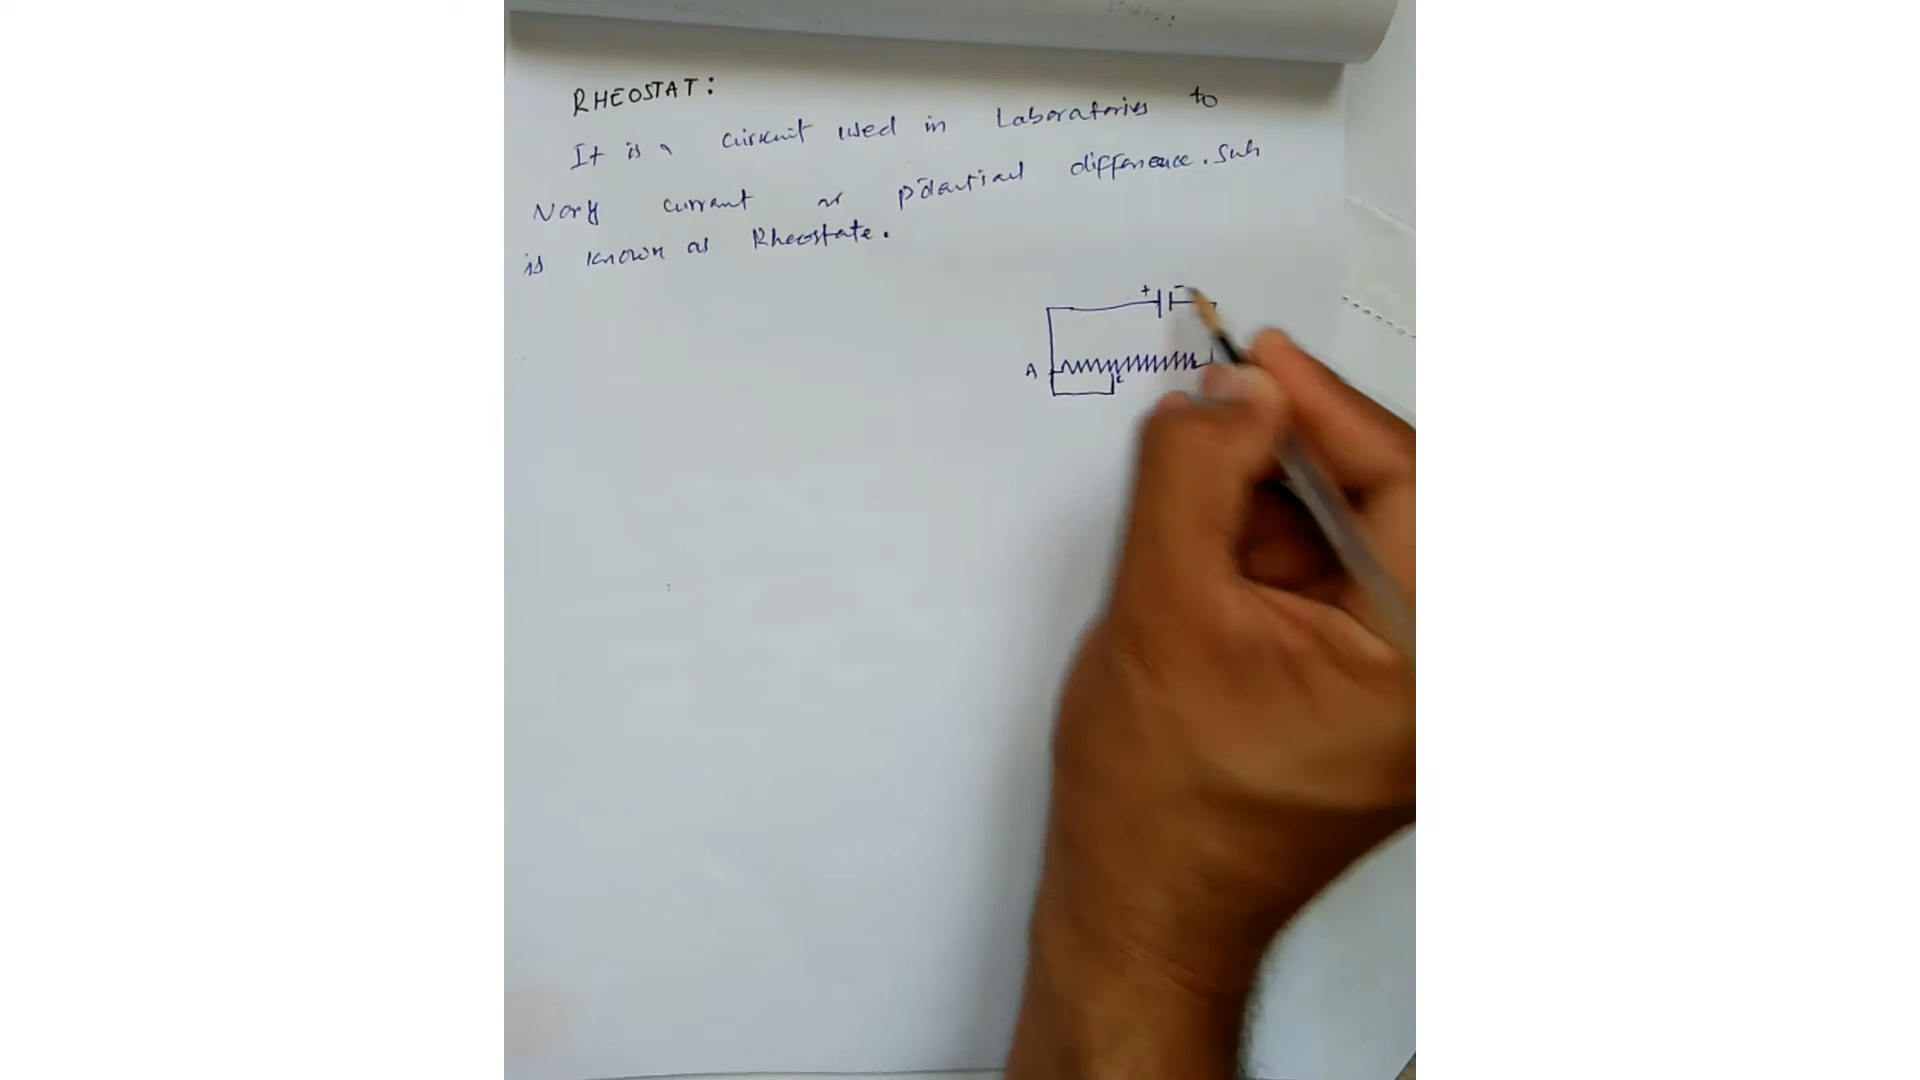 RHEOSTAT:
It is a circuit used in Laboratories to
Vary current or potential difference. Such
is known as Rheostate.
+ -
A c